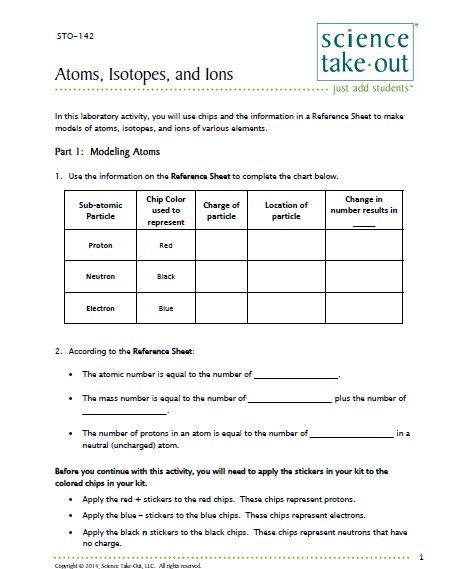 STO-142
science
take·out
®
just add students™
Atoms, Isotopes, and Ions
In this laboratory activity, you will use chips and the information in a Reference Sheet to make
models of atoms, isotopes, and ions of various elements.
Part 1: Modeling Atoms
1. Use the information on the Reference Sheet to complete the chart below.
Sub-atomic Particle | Chip Color used to represent | Charge of particle | Location of particle | Change in number results in _____
Proton | Red
Neutron | Black
Electron | Blue
2. According to the Reference Sheet:
• The atomic number is equal to the number of ____________________.
• The mass number is equal to the number of ____________________ plus the number of
____________________.
• The number of protons in an atom is equal to the number of ____________________ in a
neutral (uncharged) atom.
Before you continue with this activity, you will need to apply the stickers in your kit to the
colored chips in your kit.
• Apply the red + stickers to the red chips. These chips represent protons.
• Apply the blue – stickers to the blue chips. These chips represent electrons.
• Apply the black n stickers to the black chips. These chips represent neutrons that have
no charge.
1
Copyright © 2014, Science Take-Out, LLC. All rights reserved.